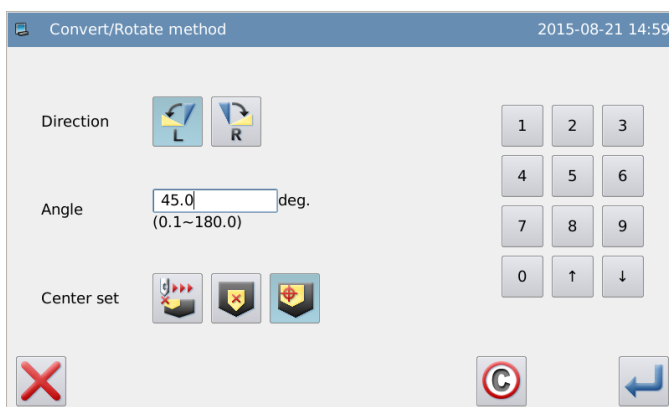 Convert/Rotate method 2015-08-21 14:59
Direction L R
1 2 3
4 5 6
Angle 45.0 deg.
(0.1~180.0)
7 8 9
0 ↑ ↓
Center set
C